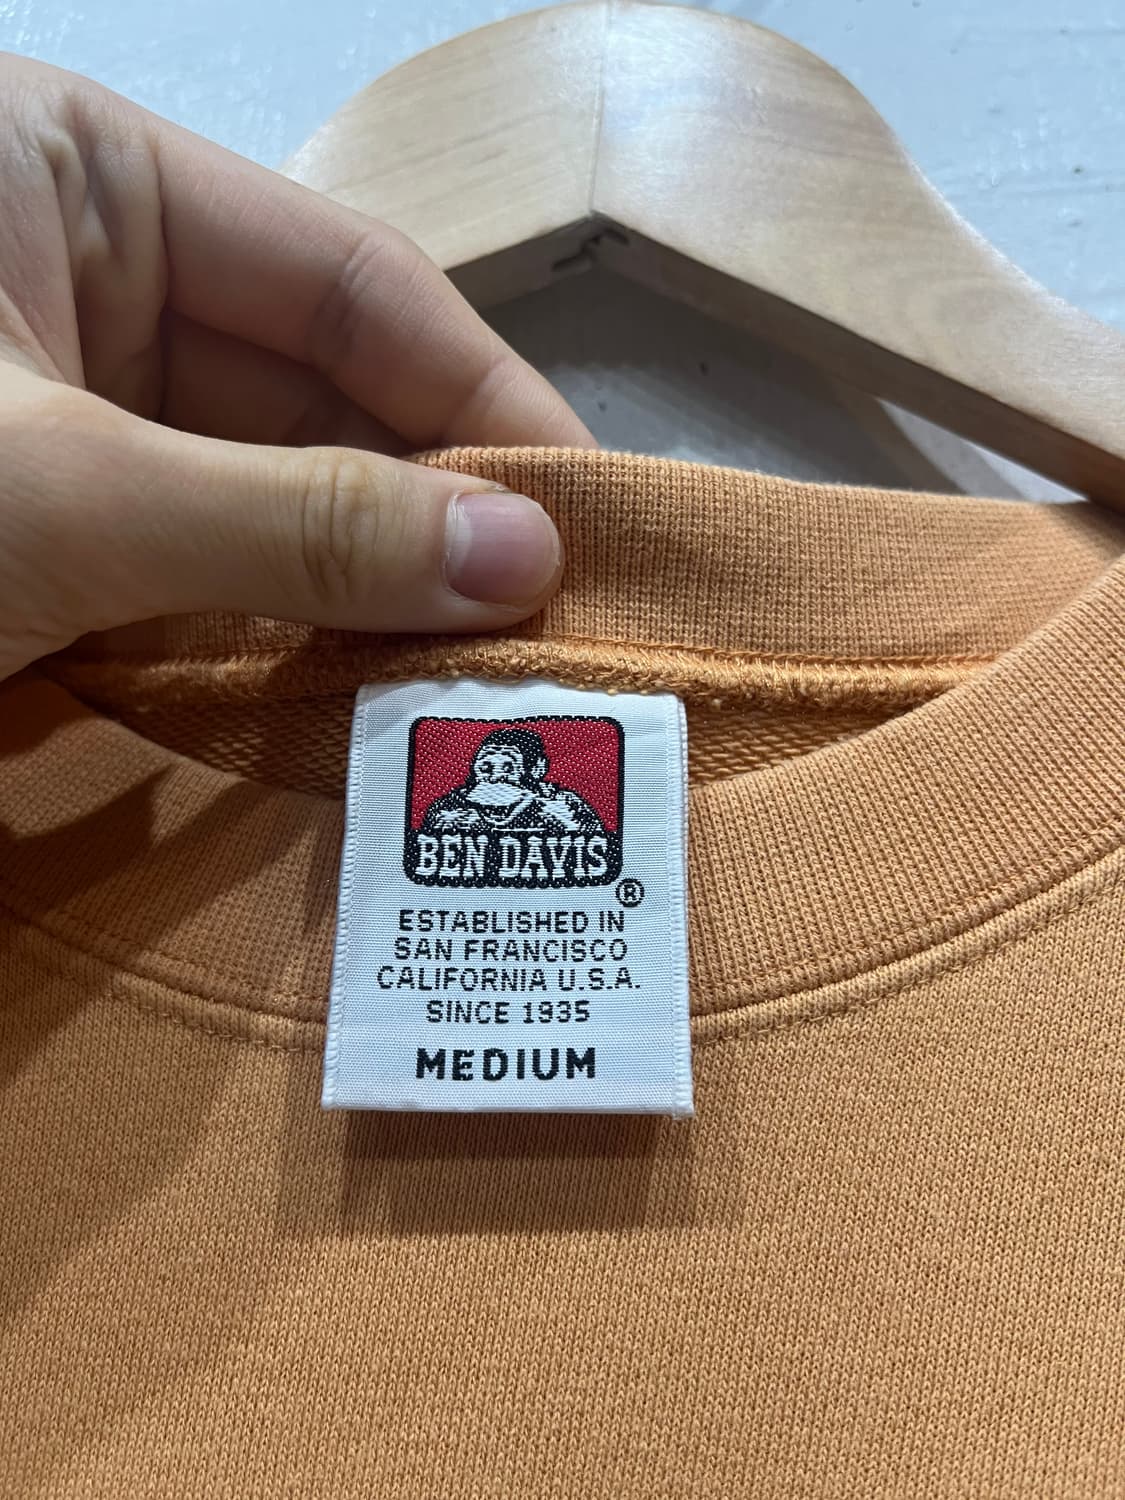 BEN DAVIS
®
ESTABLISHED IN
SAN FRANCISCO
CALIFORNIA U.S.A.
SINCE 1935
MEDIUM